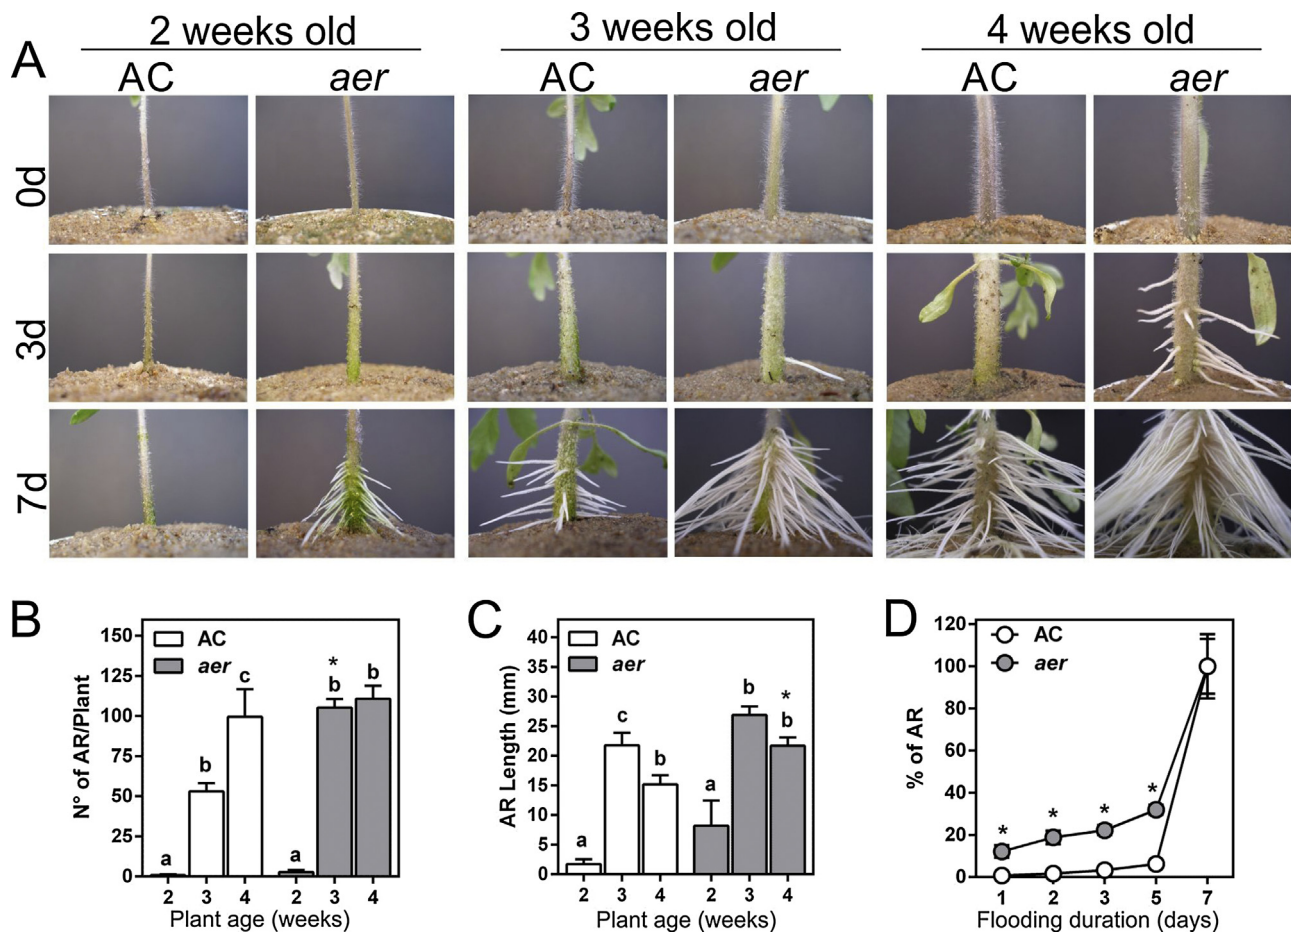 A
2 weeks old
3 weeks old
4 weeks old
AC
aer
AC
aer
AC
aer
0d
3d
7d
B
N° of AR/Plant
150
125
100
75
50
25
0
AC
aer
a
b
c
a
*
b
b
2 3 4 2 3 4
Plant age (weeks)
C
AR Length (mm)
40
35
30
25
20
15
10
5
0
AC
aer
a
c
b
a
b
*
b
2 3 4 2 3 4
Plant age (weeks)
D
% of AR
120
100
80
60
40
20
0
AC
aer
* * * *
1 2 3 5 7
Flooding duration (days)